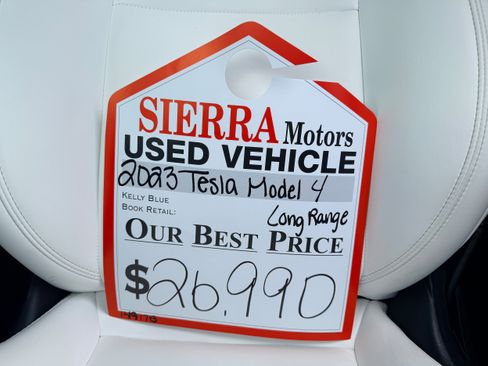 SIERRA Motors
USED VEHICLE
2023 Tesla Model Y
KELLY BLUE
BOOK RETAIL:
Long Range
OUR BEST PRICE
$26,990